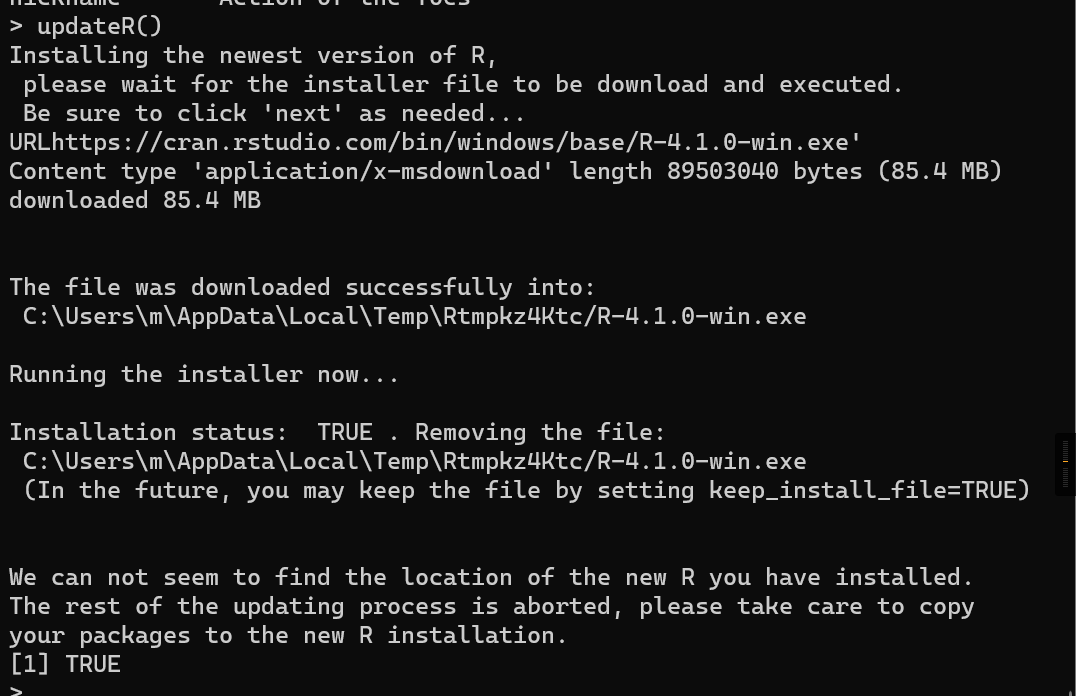 nickname       Action of the Toes
> updateR()
Installing the newest version of R,
 please wait for the installer file to be download and executed.
 Be sure to click 'next' as needed...
URLhttps://cran.rstudio.com/bin/windows/base/R-4.1.0-win.exe'
Content type 'application/x-msdownload' length 89503040 bytes (85.4 MB)
downloaded 85.4 MB
The file was downloaded successfully into:
 C:\Users\m\AppData\Local\Temp\Rtmpkz4Ktc/R-4.1.0-win.exe
Running the installer now...
Installation status:  TRUE . Removing the file:
 C:\Users\m\AppData\Local\Temp\Rtmpkz4Ktc/R-4.1.0-win.exe
 (In the future, you may keep the file by setting keep_install_file=TRUE)
We can not seem to find the location of the new R you have installed.
The rest of the updating process is aborted, please take care to copy
your packages to the new R installation.
[1] TRUE
>